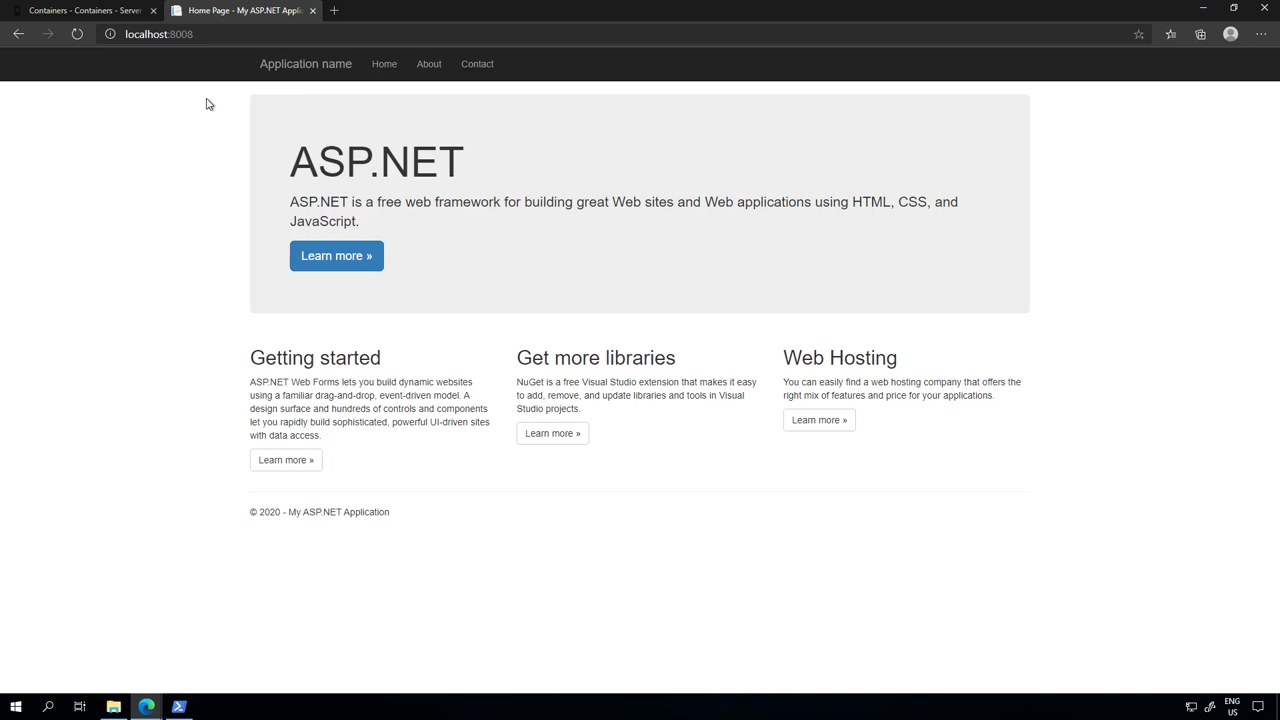 Containers - Containers - Server
Home Page - My ASP.NET Applic
localhost:8008
Application name
Home
About
Contact
ASP.NET
ASP.NET is a free web framework for building great Web sites and Web applications using HTML, CSS, and
JavaScript.
Learn more »
Getting started
ASP.NET Web Forms lets you build dynamic websites
using a familiar drag-and-drop, event-driven model. A
design surface and hundreds of controls and components
let you rapidly build sophisticated, powerful UI-driven sites
with data access.
Learn more »
Get more libraries
NuGet is a free Visual Studio extension that makes it easy
to add, remove, and update libraries and tools in Visual
Studio projects.
Learn more »
Web Hosting
You can easily find a web hosting company that offers the
right mix of features and price for your applications.
Learn more »
© 2020 - My ASP.NET Application
ENG
US